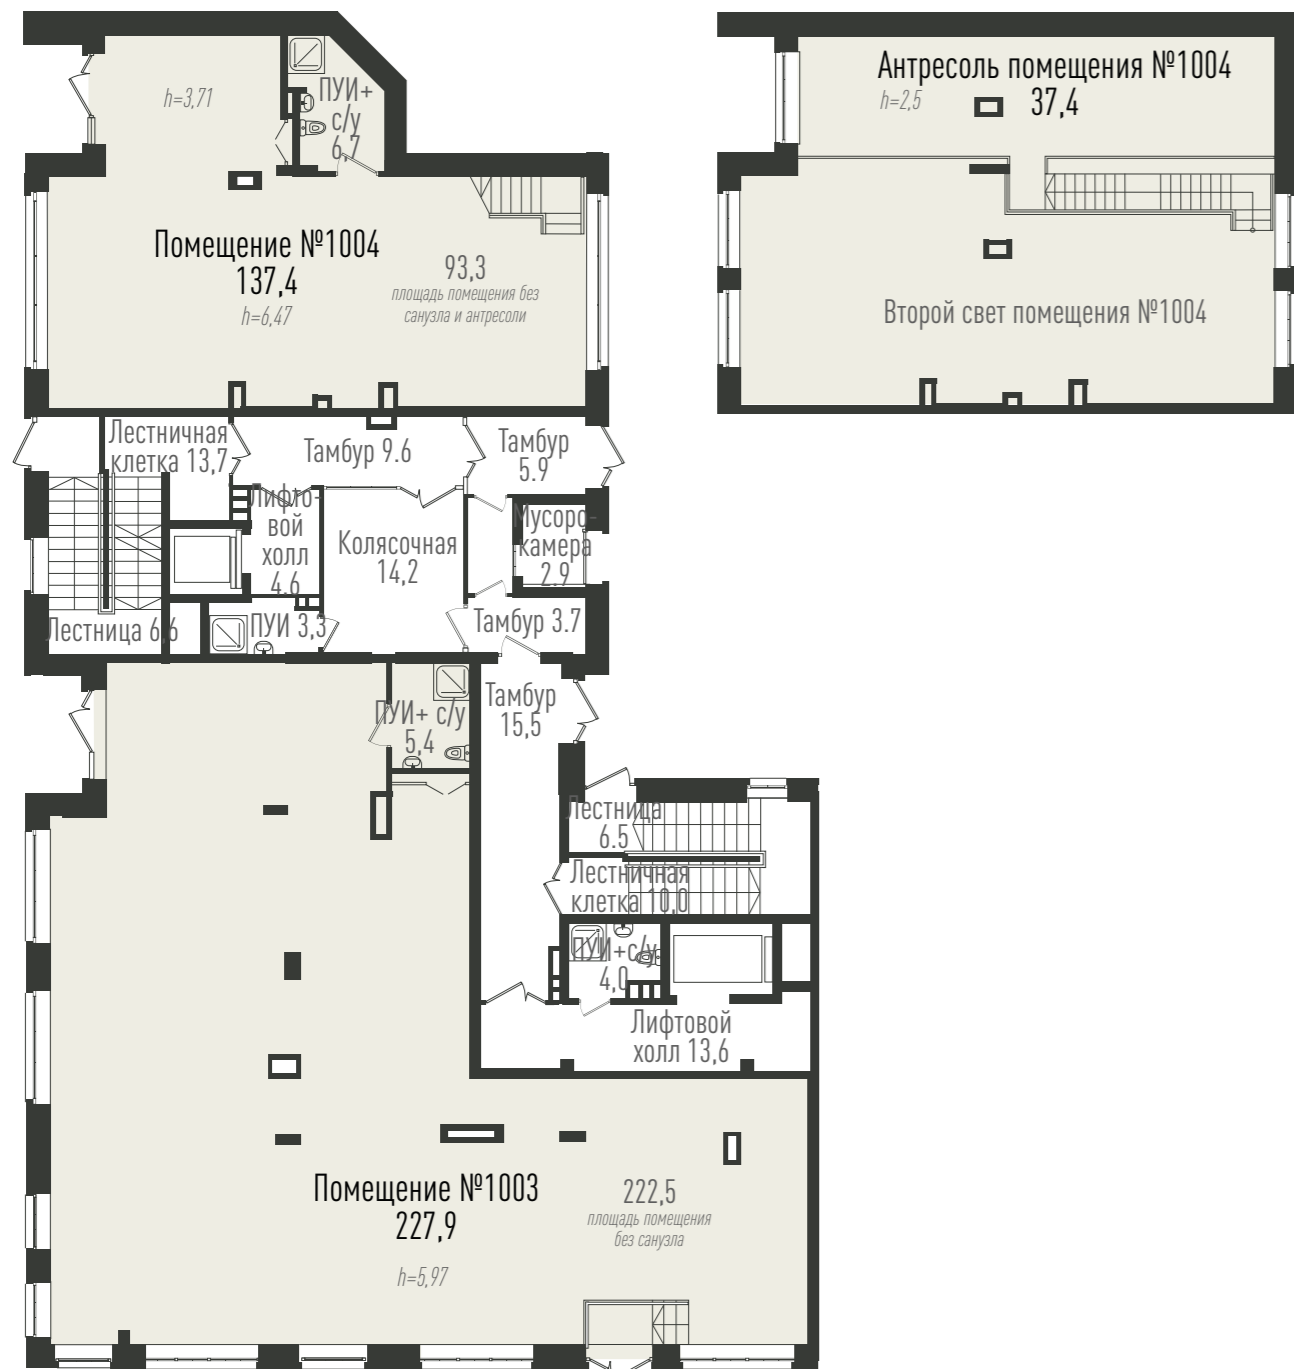 h=3,71
ПУИ+
с/у
6,7
Помещение №1004
137,4
h=6,47
93,3
площадь помещения без
санузла и антресоли
Антресоль помещения №1004
h=2,5
37,4
Второй свет помещения №1004
Лестничная
клетка 13,7
Тамбур 9.6
Тамбур
5.9
Лифто-
вой
холл
4.6
Колясочная
14,2
Мусоро-
камера
2.9
Лестница 6,6
ПУИ 3,3
Тамбур 3.7
ПУИ+ с/у
5,4
Тамбур
15,5
Лестница
6.5
Лестничная
клетка 10,0
ПУИ+с/у
4,0
Лифтовой
холл 13,6
Помещение №1003
227,9
h=5,97
222,5
площадь помещения
без санузла